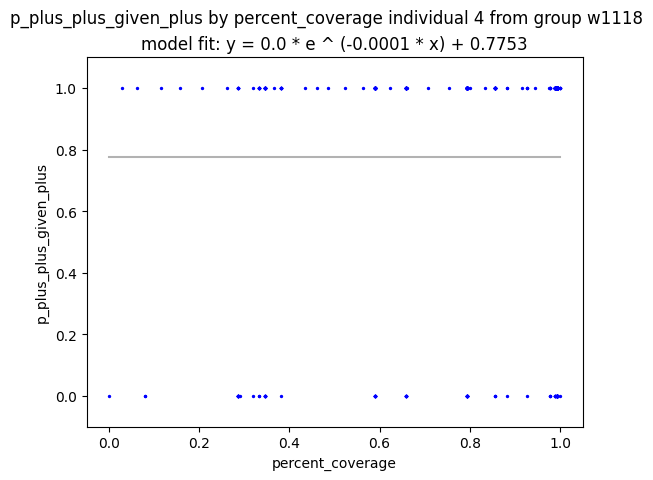 p_plus_plus_given_plus by percent_coverage individual 4 from group w1118
model fit: y = 0.0 * e ^ (-0.0001 * x) + 0.7753
1.0
0.8
0.6
0.4
0.2
0.0
p_plus_plus_given_plus
0.0 0.2 0.4 0.6 0.8 1.0
percent_coverage